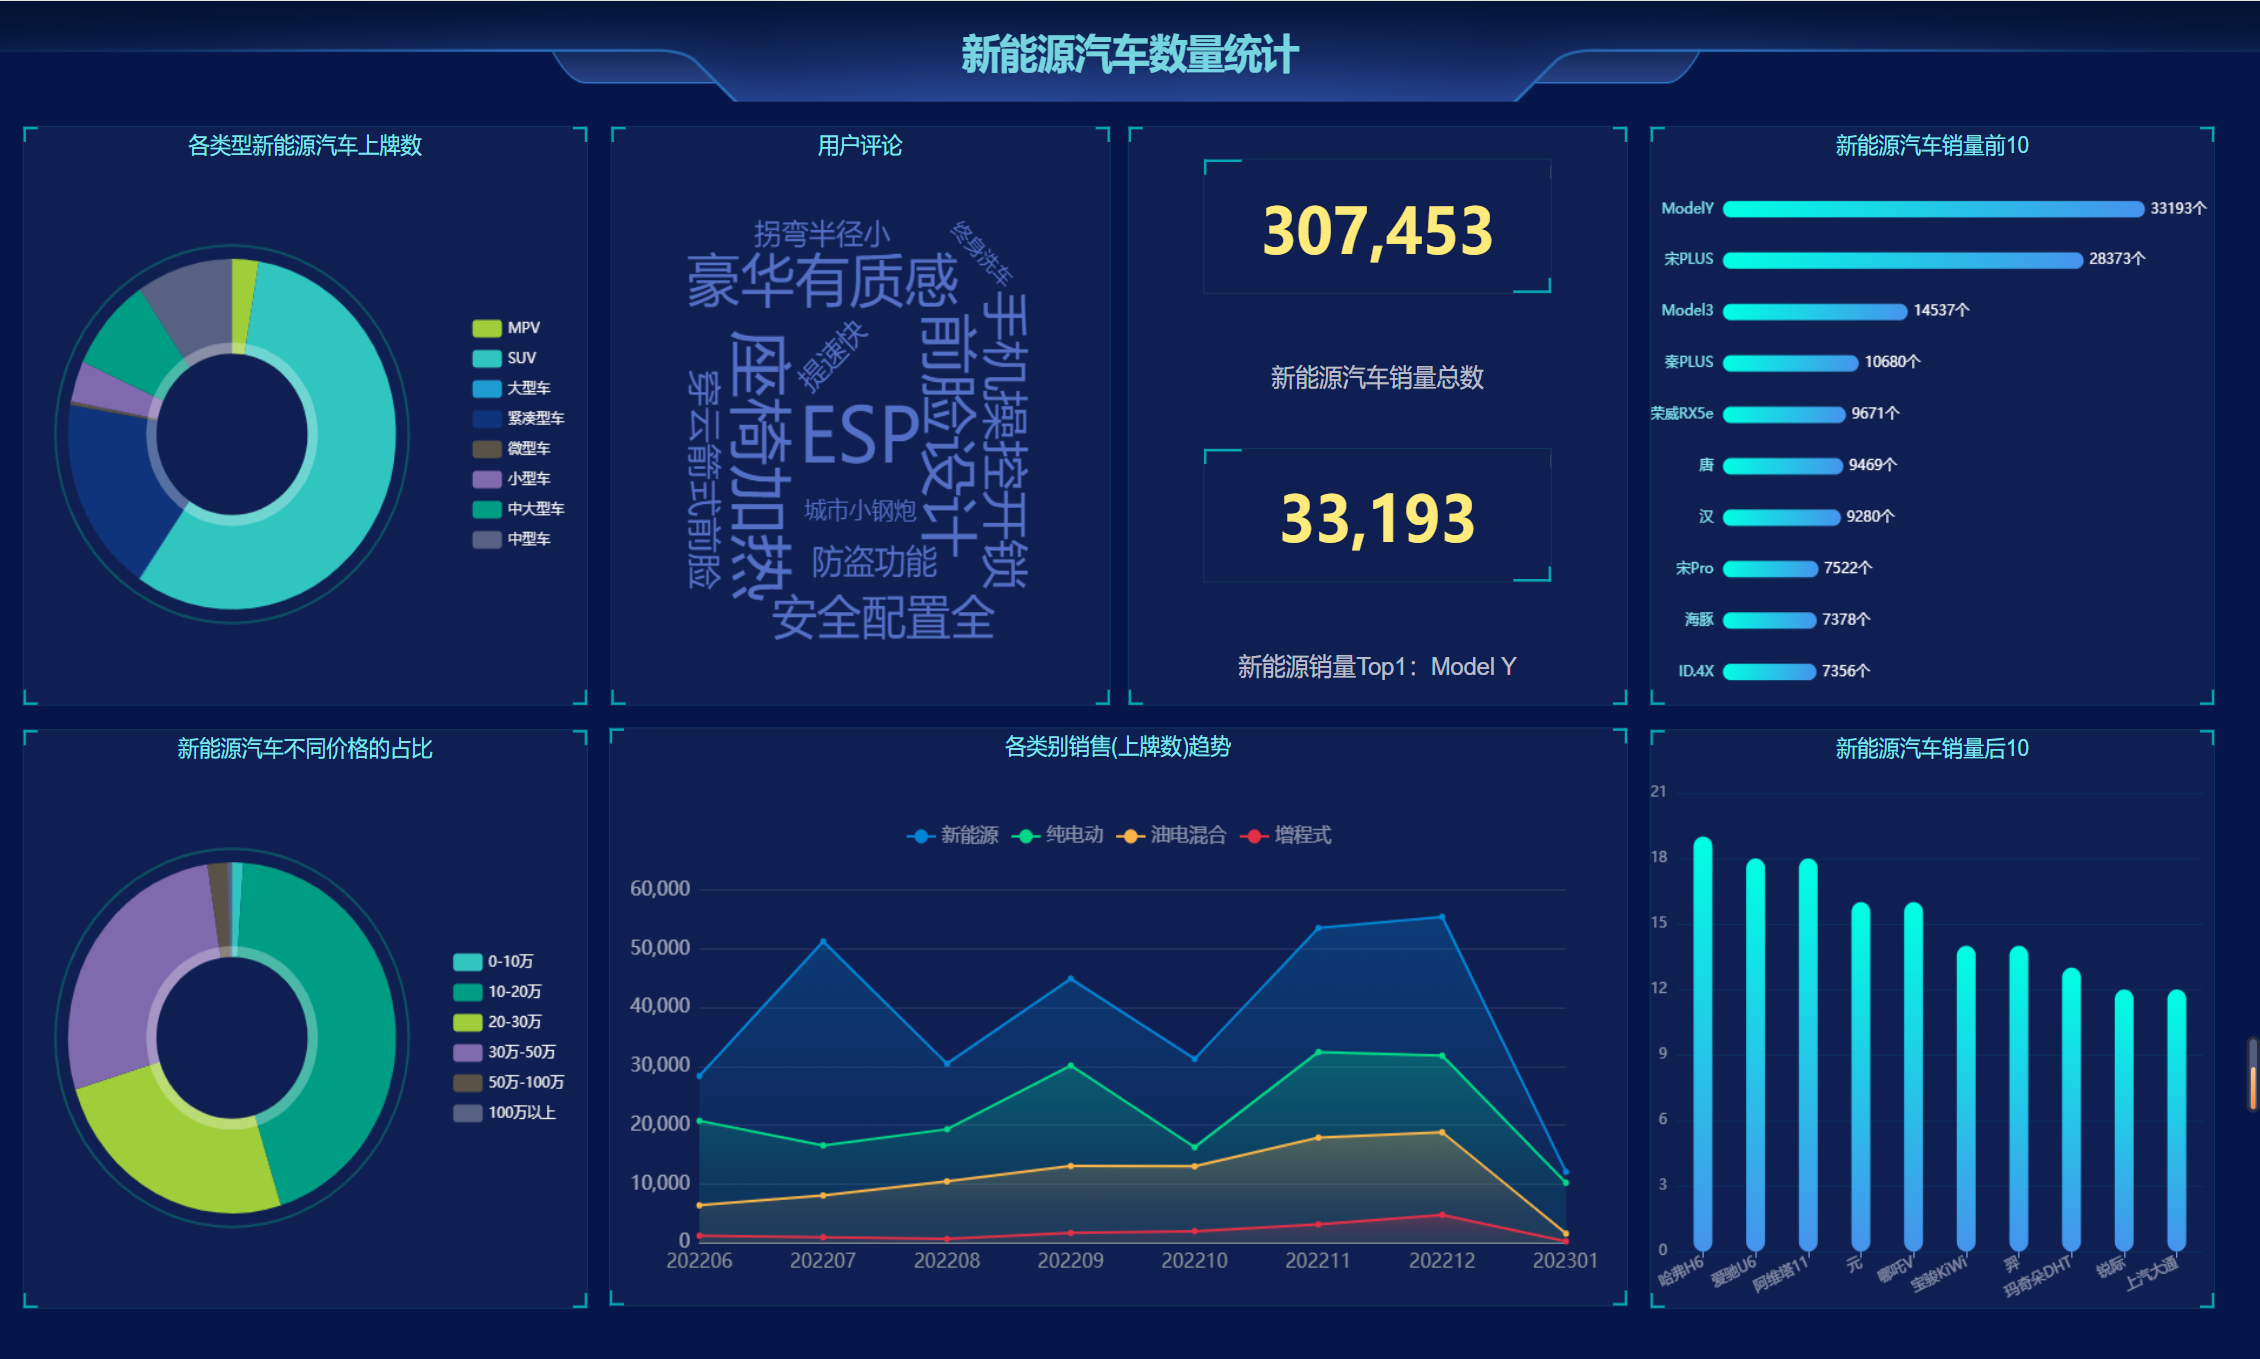 新能源汽车数量统计
各类型新能源汽车上牌数
MPV
SUV
大型车
紧凑型车
微型车
小型车
中大型车
中型车
用户评论
拐弯半径小
终身洗车
豪华有质感
手机操控开锁
前脸设计
提速快
座椅加热
穿云箭式前脸
ESP
城市小钢炮
防盗功能
安全配置全
307,453
新能源汽车销量总数
33,193
新能源销量Top1：Model Y
新能源汽车销量前10
ModelY 33193个
宋PLUS 28373个
Model3 14537个
秦PLUS 10680个
荣威RX5e 9671个
唐 9469个
汉 9280个
宋Pro 7522个
海豚 7378个
ID.4X 7356个
新能源汽车不同价格的占比
0-10万
10-20万
20-30万
30万-50万
50万-100万
100万以上
各类别销售(上牌数)趋势
新能源 纯电动 油电混合 增程式
60,000
50,000
40,000
30,000
20,000
10,000
0
202206 202207 202208 202209 202210 202211 202212 202301
新能源汽车销量后10
21
18
15
12
9
6
3
0
哈弗H6 爱驰U6 阿维塔11 元 哪吒V 宝骏KiWi 羿 玛奇朵DHT 锐际 上汽大通